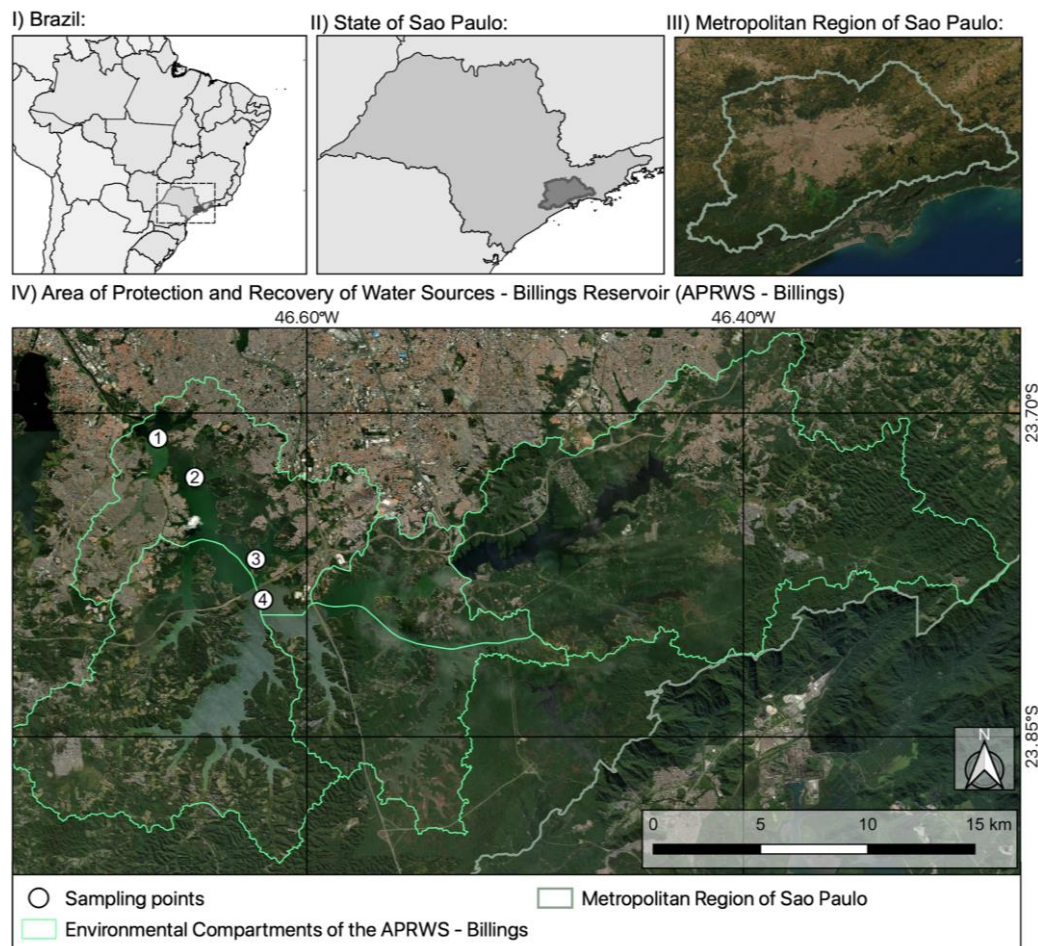 I) Brazil:
II) State of Sao Paulo:
III) Metropolitan Region of Sao Paulo:
IV) Area of Protection and Recovery of Water Sources - Billings Reservoir (APRWS - Billings)
46.60°W
46.40°W
23.70°S
1
2
3
4
23.85°S
N
0 5 10 15 km
Sampling points
Metropolitan Region of Sao Paulo
Environmental Compartments of the APRWS - Billings